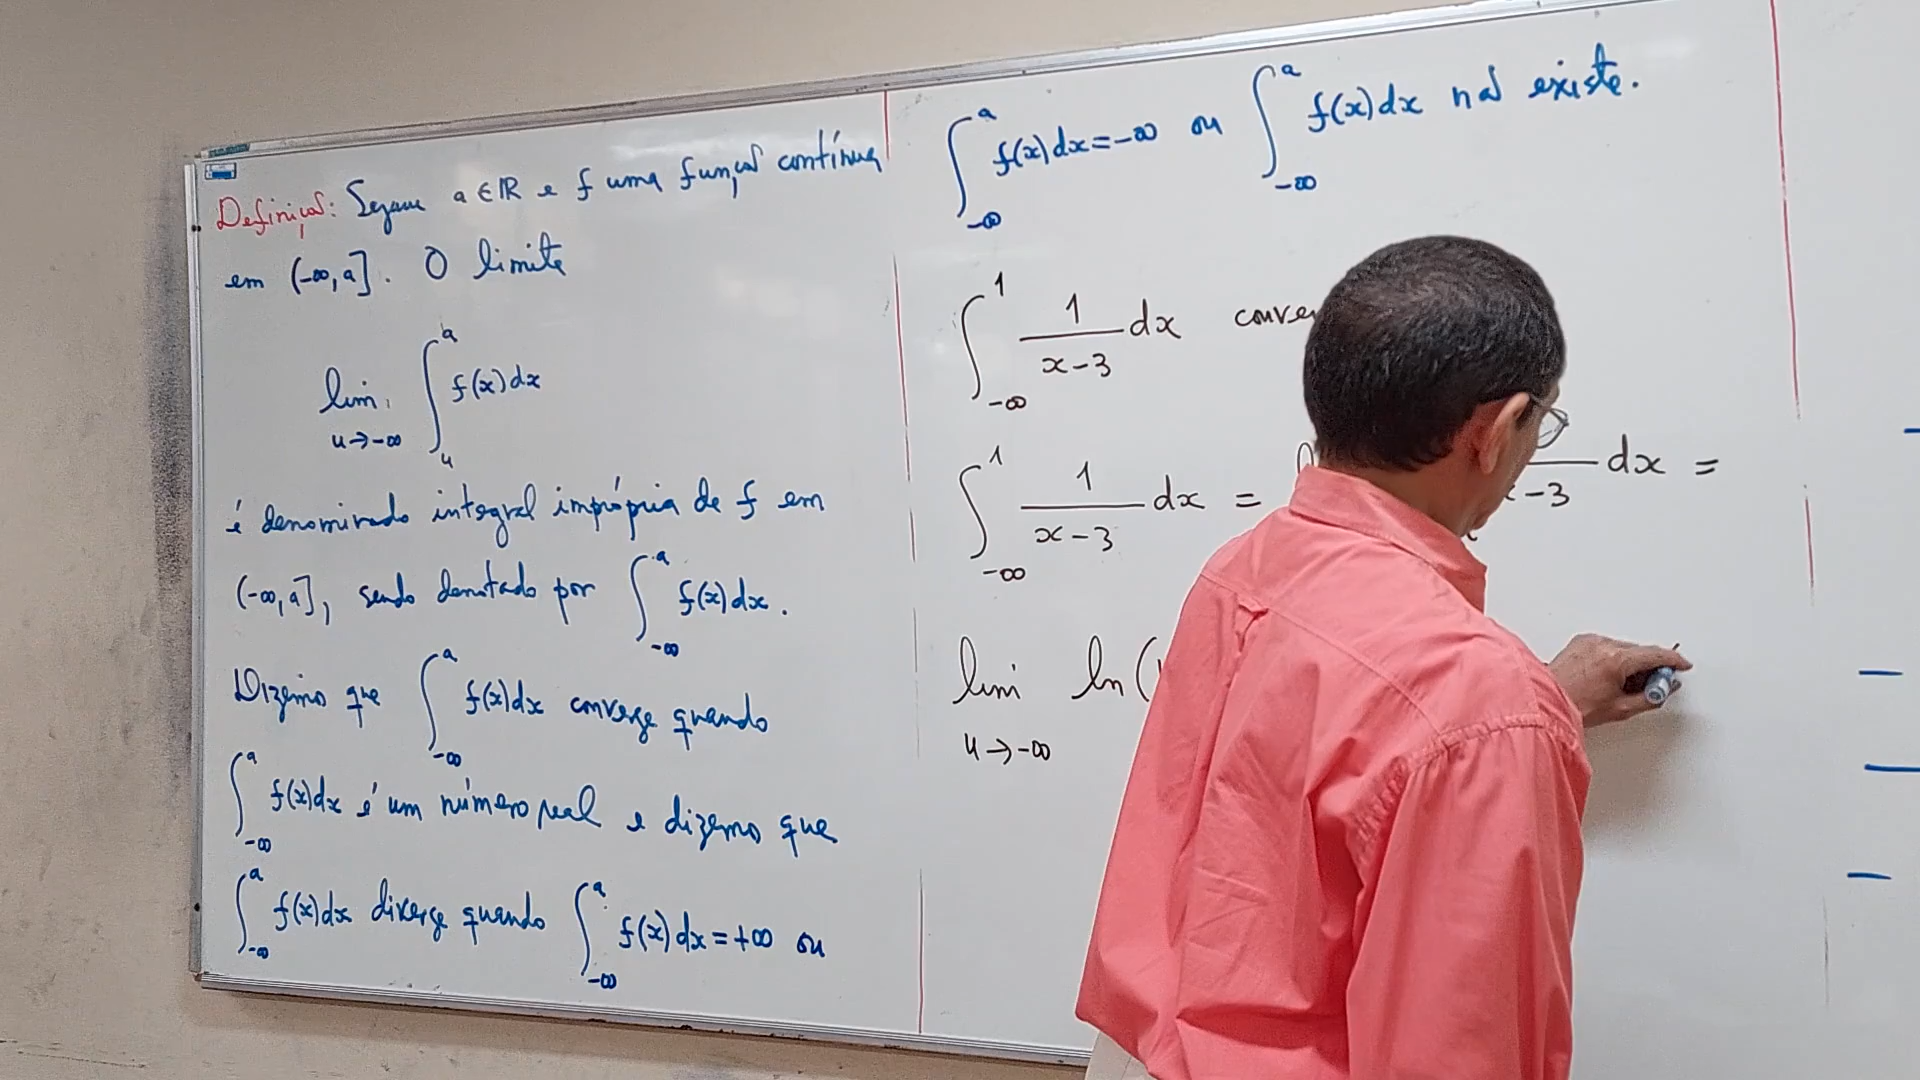 Definição: Sejam a ∈ ℝ e f uma função contínua
em (-∞, a]. O limite
lim ∫_u^a f(x)dx
u→-∞
é denominado integral imprópria de f em
(-∞, a], sendo denotado por ∫_{-∞}^a f(x)dx.
Dizemos que ∫_{-∞}^a f(x)dx converge quando
∫_{-∞}^a f(x)dx é um número real e dizemos que
∫_{-∞}^a f(x)dx diverge quando ∫_{-∞}^a f(x)dx = +∞ ou
∫_{-∞}^a f(x)dx = -∞ ou ∫_{-∞}^a f(x)dx não existe.
∫_{-∞}^1 1/(x-3) dx
∫_{-∞}^1 1/(x-3) dx = -3 dx =
lim ln(
u→-∞